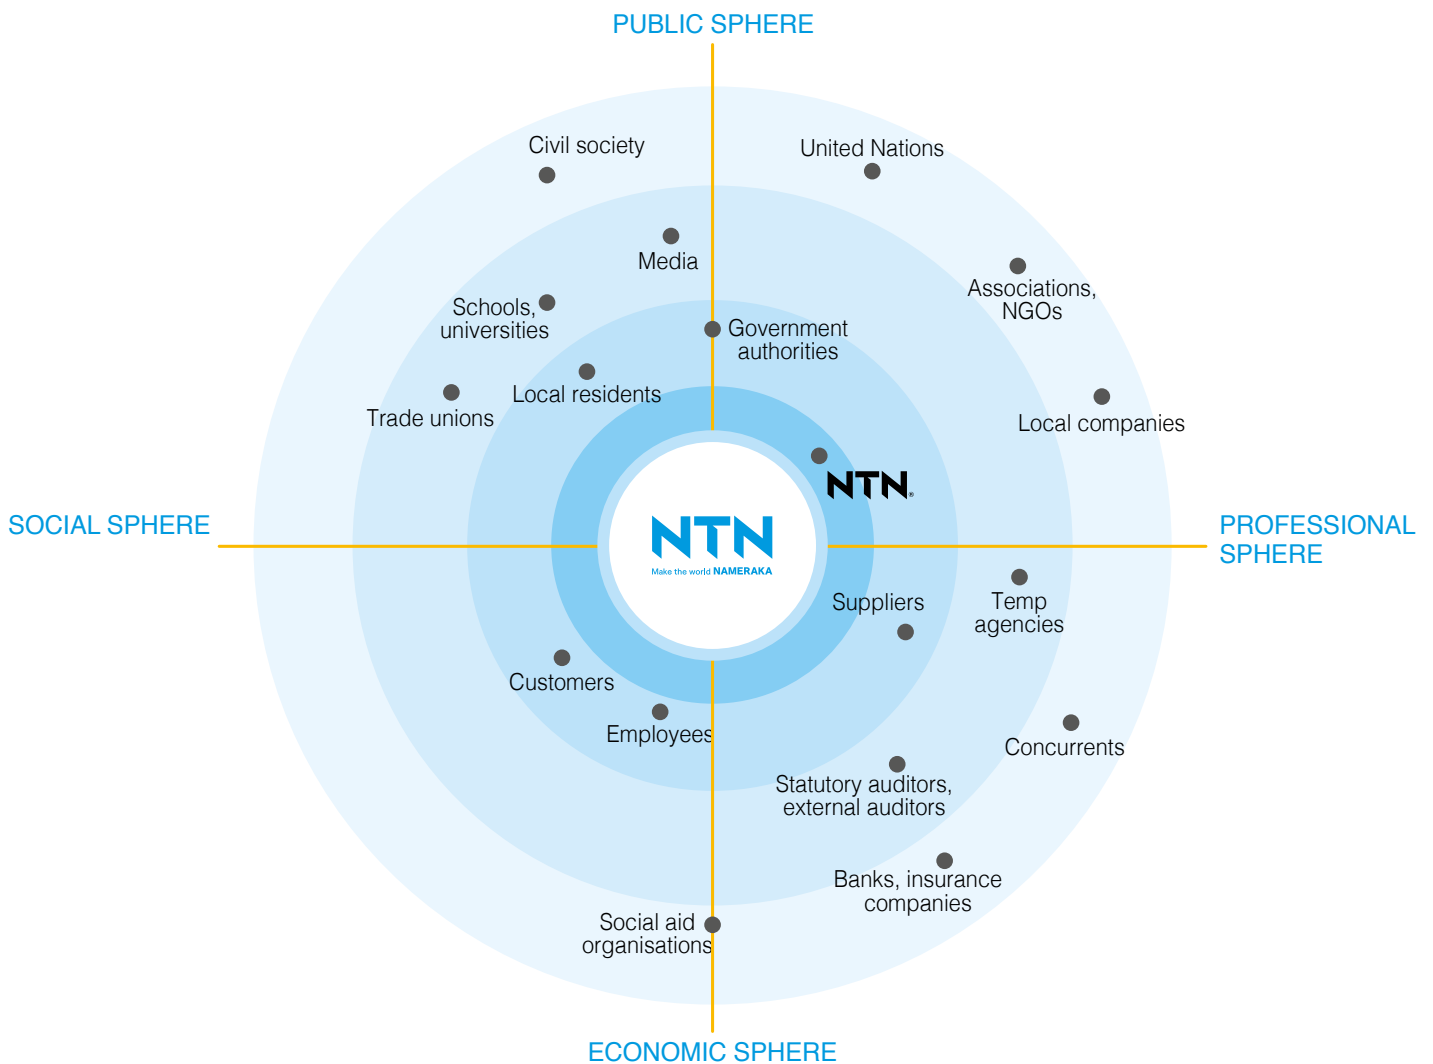 PUBLIC SPHERE
Civil society
United Nations
Media
Associations,
NGOs
Schools,
universities
Government
authorities
Local residents
Trade unions
Local companies
NTN®
SOCIAL SPHERE
NTN
Make the world NAMERAKA
PROFESSIONAL
SPHERE
Suppliers
Temp
agencies
Customers
Employees
Concurrents
Statutory auditors,
external auditors
Banks, insurance
companies
Social aid
organisations
ECONOMIC SPHERE